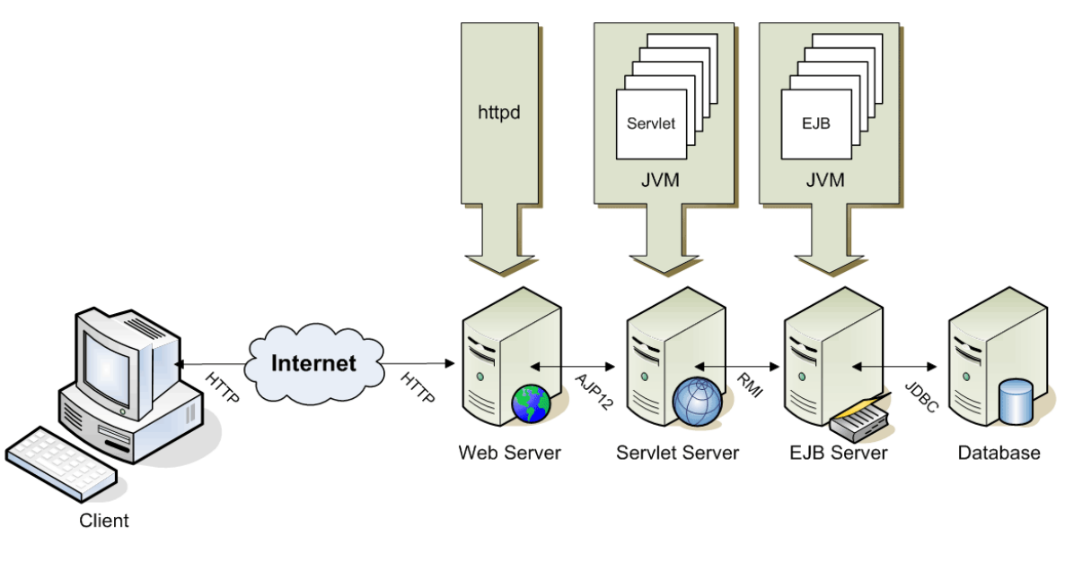 httpd
Servlet
JVM
EJB
JVM
Internet
HTTP
HTTP
AJP12
RMI
JDBC
Web Server
Servlet Server
EJB Server
Database
Client